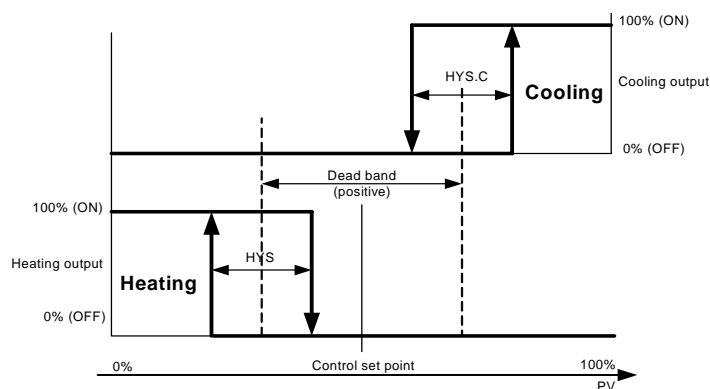 100% (ON)
HYS.C
Cooling
Cooling output
0% (OFF)
Dead band
(positive)
100% (ON)
HYS
Heating output
Heating
0% (OFF)
0%
Control set point
100%
PV